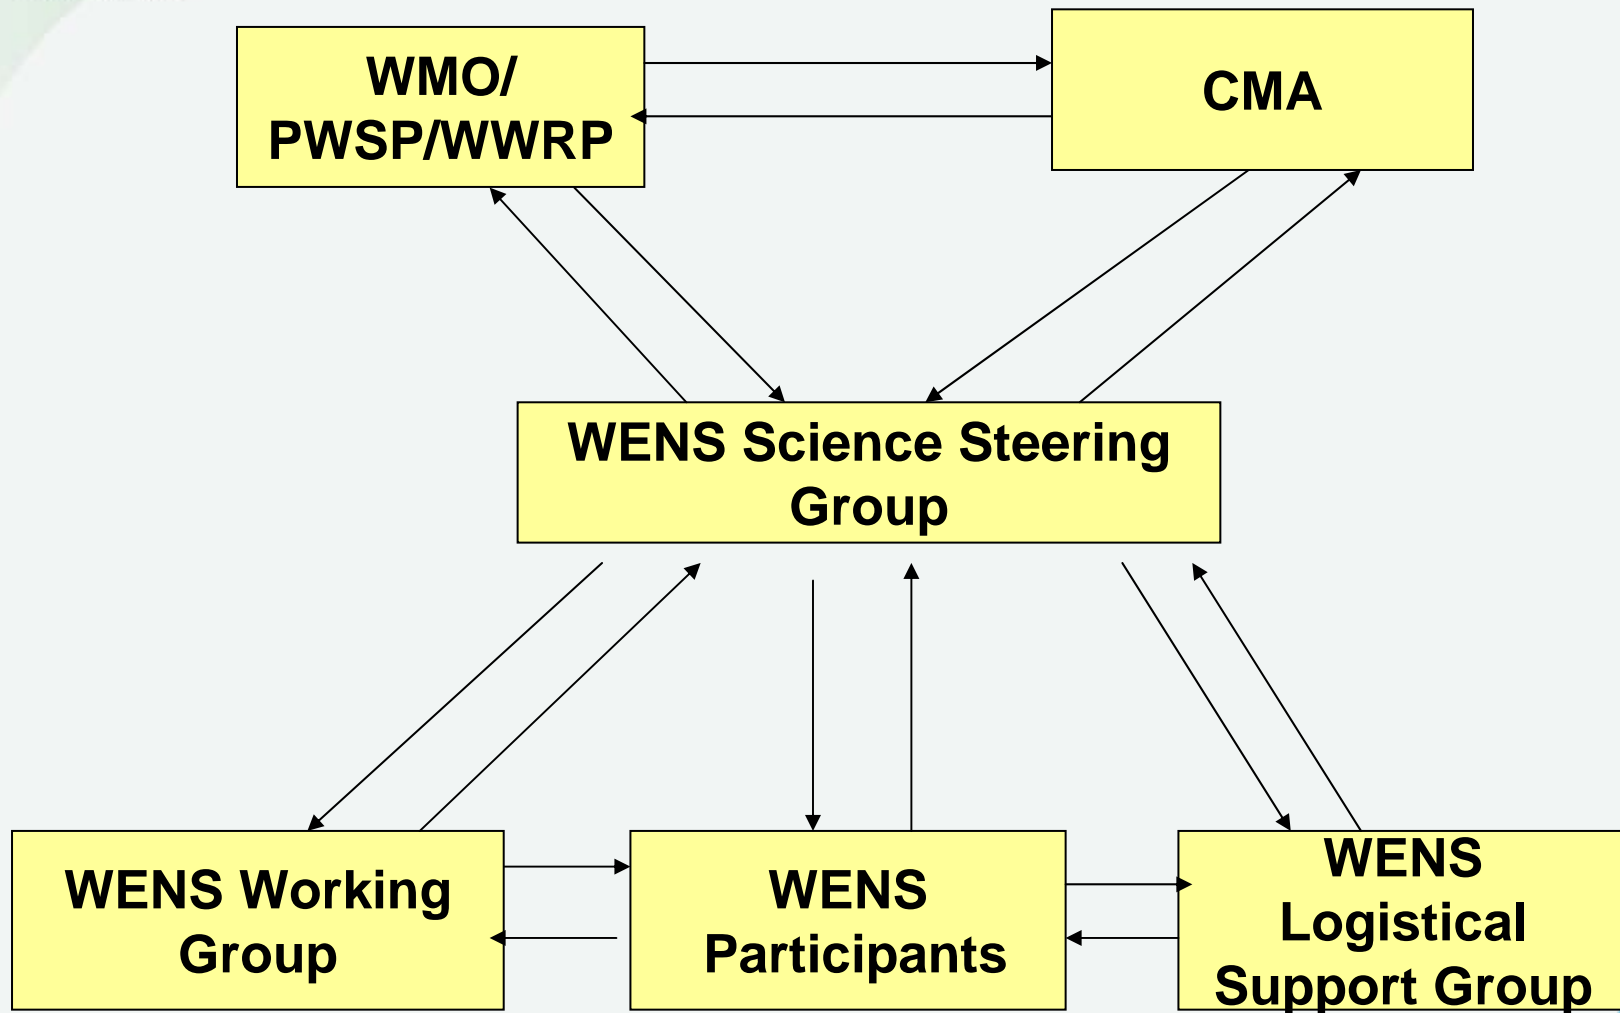 WMO/
PWSP/WWRP
CMA
WENS Science Steering
Group
WENS Working
Group
WENS
Participants
WENS
Logistical
Support Group